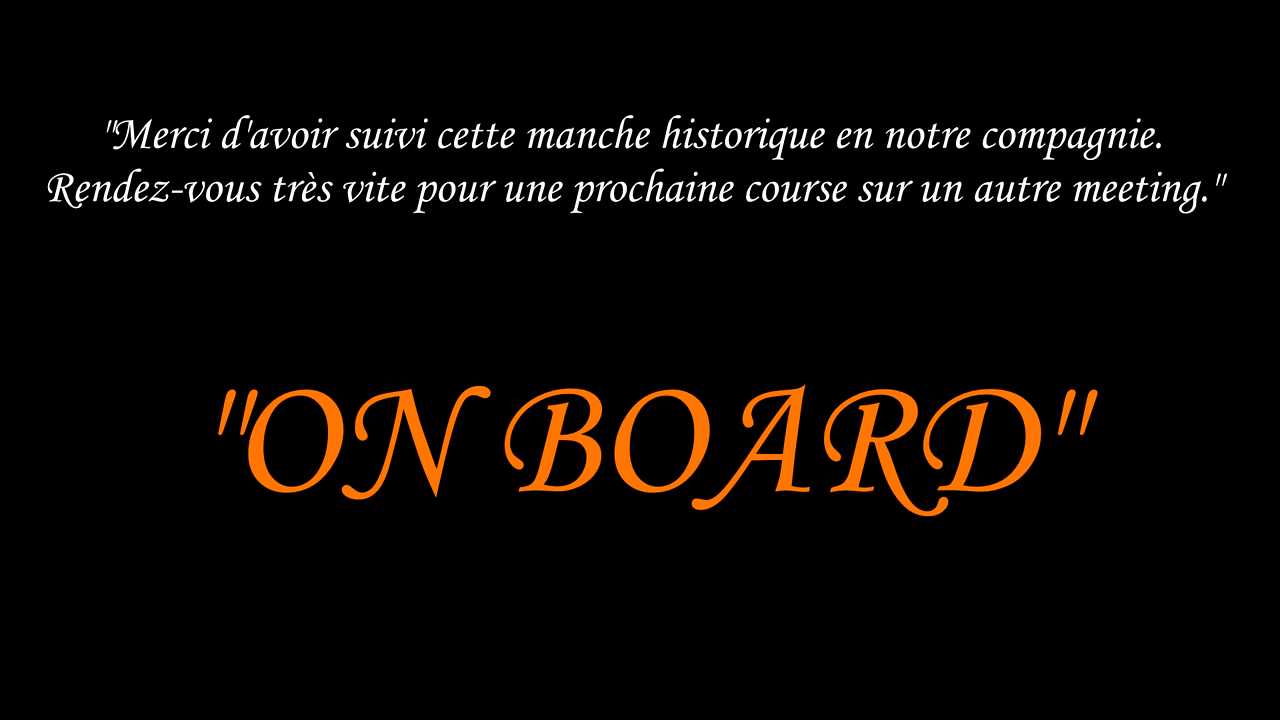 "Merci d'avoir suivi cette manche historique en notre compagnie.
Rendez-vous très vite pour une prochaine course sur un autre meeting."
"ON BOARD"